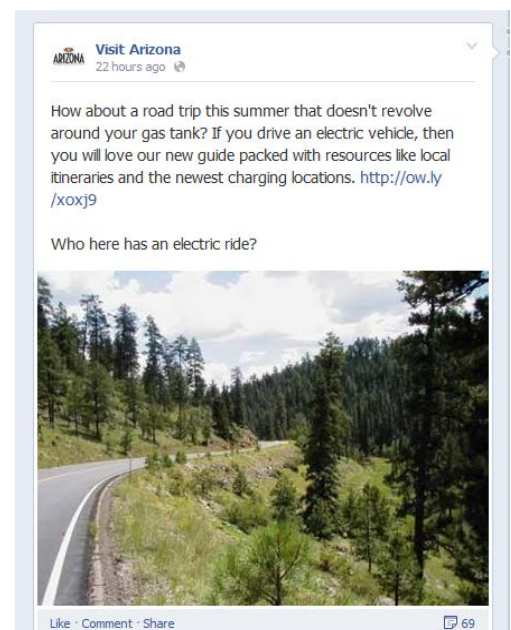 ARIZONA
Visit Arizona
22 hours ago
How about a road trip this summer that doesn't revolve
around your gas tank? If you drive an electric vehicle, then
you will love our new guide packed with resources like local
itineraries and the newest charging locations. http://ow.ly
/xoxj9
Who here has an electric ride?
Like · Comment · Share
69